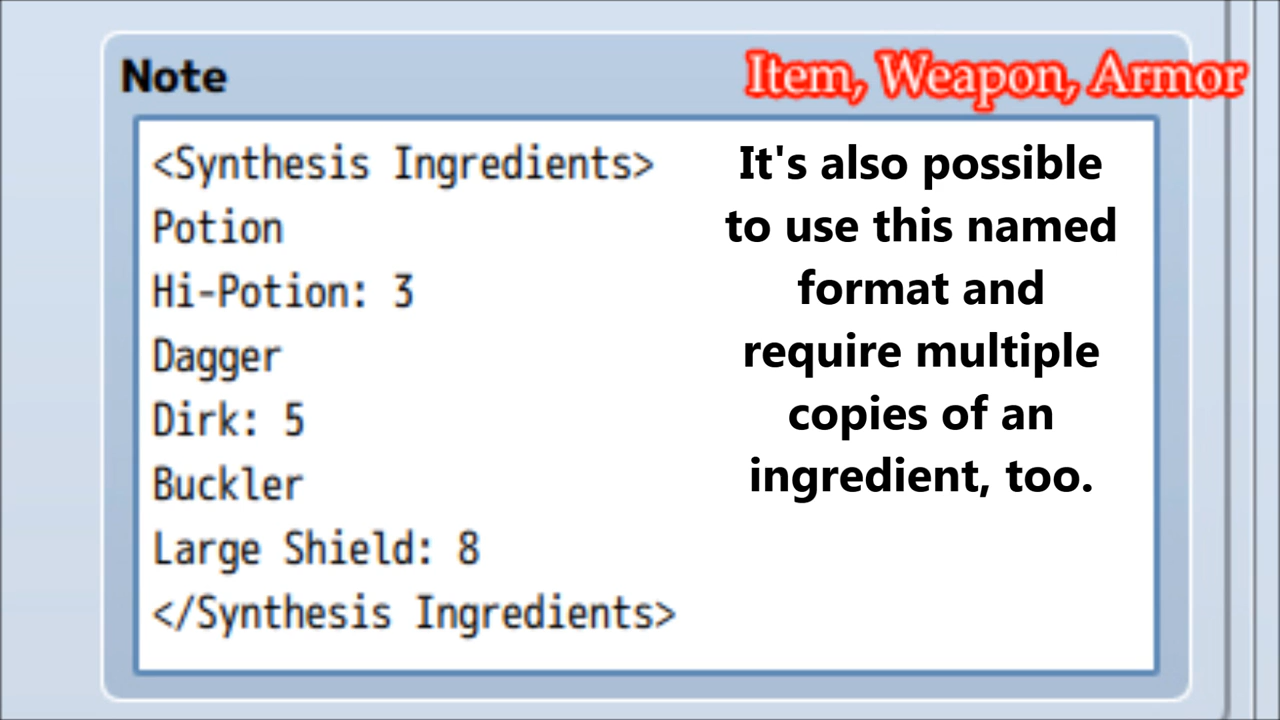 Note
Item, Weapon, Armor
<Synthesis Ingredients>
Potion
Hi-Potion: 3
Dagger
Dirk: 5
Buckler
Large Shield: 8
</Synthesis Ingredients>
It's also possible
to use this named
format and
require multiple
copies of an
ingredient, too.